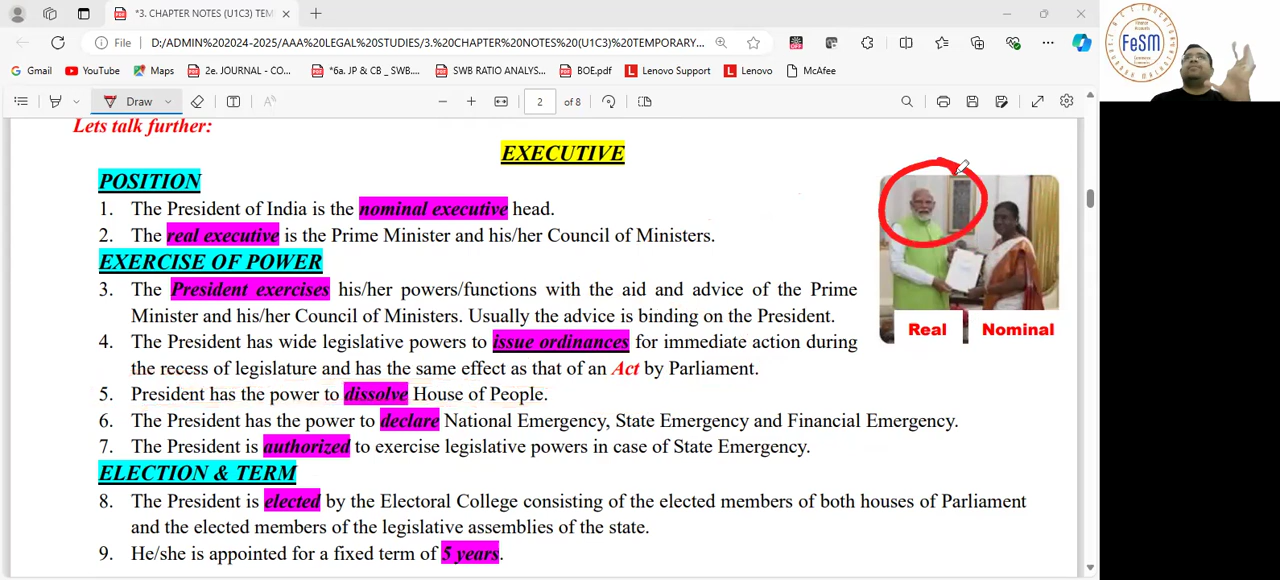 *3. CHAPTER NOTES (U1C3) TEM
File
D:/ADMIN%202024-2025/AAA%20LEGAL%20STUDIES/3.%20CHAPTER%20NOTES%20(U1C3)%20TEMPORARY...
Gmail
YouTube
Maps
2e. JOURNAL - CO...
*6a. JP & CB _ SWB....
SWB RATIO ANALYS...
BOE.pdf
Lenovo Support
Lenovo
McAfee
Draw
2 of 8
FeSM
Lets talk further:
EXECUTIVE
POSITION
1. The President of India is the nominal executive head.
2. The real executive is the Prime Minister and his/her Council of Ministers.
EXERCISE OF POWER
3. The President exercises his/her powers/functions with the aid and advice of the Prime
Minister and his/her Council of Ministers. Usually the advice is binding on the President.
4. The President has wide legislative powers to issue ordinances for immediate action during
the recess of legislature and has the same effect as that of an Act by Parliament.
Real
Nominal
5. President has the power to dissolve House of People.
6. The President has the power to declare National Emergency, State Emergency and Financial Emergency.
7. The President is authorized to exercise legislative powers in case of State Emergency.
ELECTION & TERM
8. The President is elected by the Electoral College consisting of the elected members of both houses of Parliament
and the elected members of the legislative assemblies of the state.
9. He/she is appointed for a fixed term of 5 years.